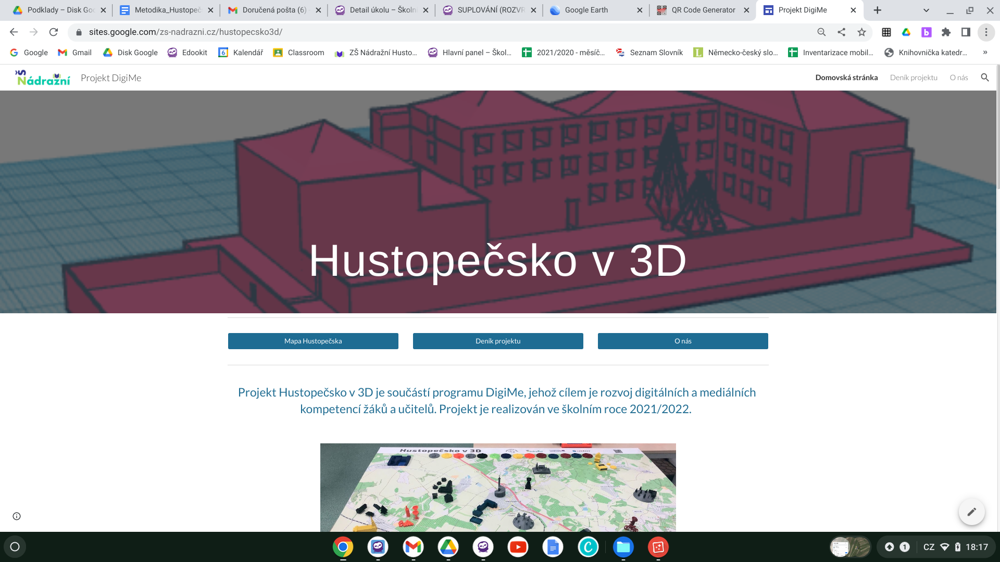 Podklady – Disk Goo
Metodika_Hustopeč
Doručená pošta (6) -
Detail úkolu – Školní
SUPLOVÁNÍ (ROZVR
Google Earth
QR Code Generator
Projekt DigiMe
sites.google.com/zs-nadrazni.cz/hustopecsko3d/
Google
Gmail
Disk Google
Edookit
Kalendář
Classroom
ZŠ Nádražní Husto...
Hlavní panel – Škol...
2021/2020 - měsíč...
Seznam Slovník
Německo-český slo...
Inventarizace mobil...
Knihovnička katedr...
»
ZŠ Nádražní
Projekt DigiMe
Domovská stránka
Deník projektu
O nás
Hustopečsko v 3D
Mapa Hustopečska
Deník projektu
O nás
Projekt Hustopečsko v 3D je součástí programu DigiMe, jehož cílem je rozvoj digitálních a mediálních
kompetencí žáků a učitelů. Projekt je realizován ve školním roce 2021/2022.
Hustopečsko v 3D
1
CZ
18:17